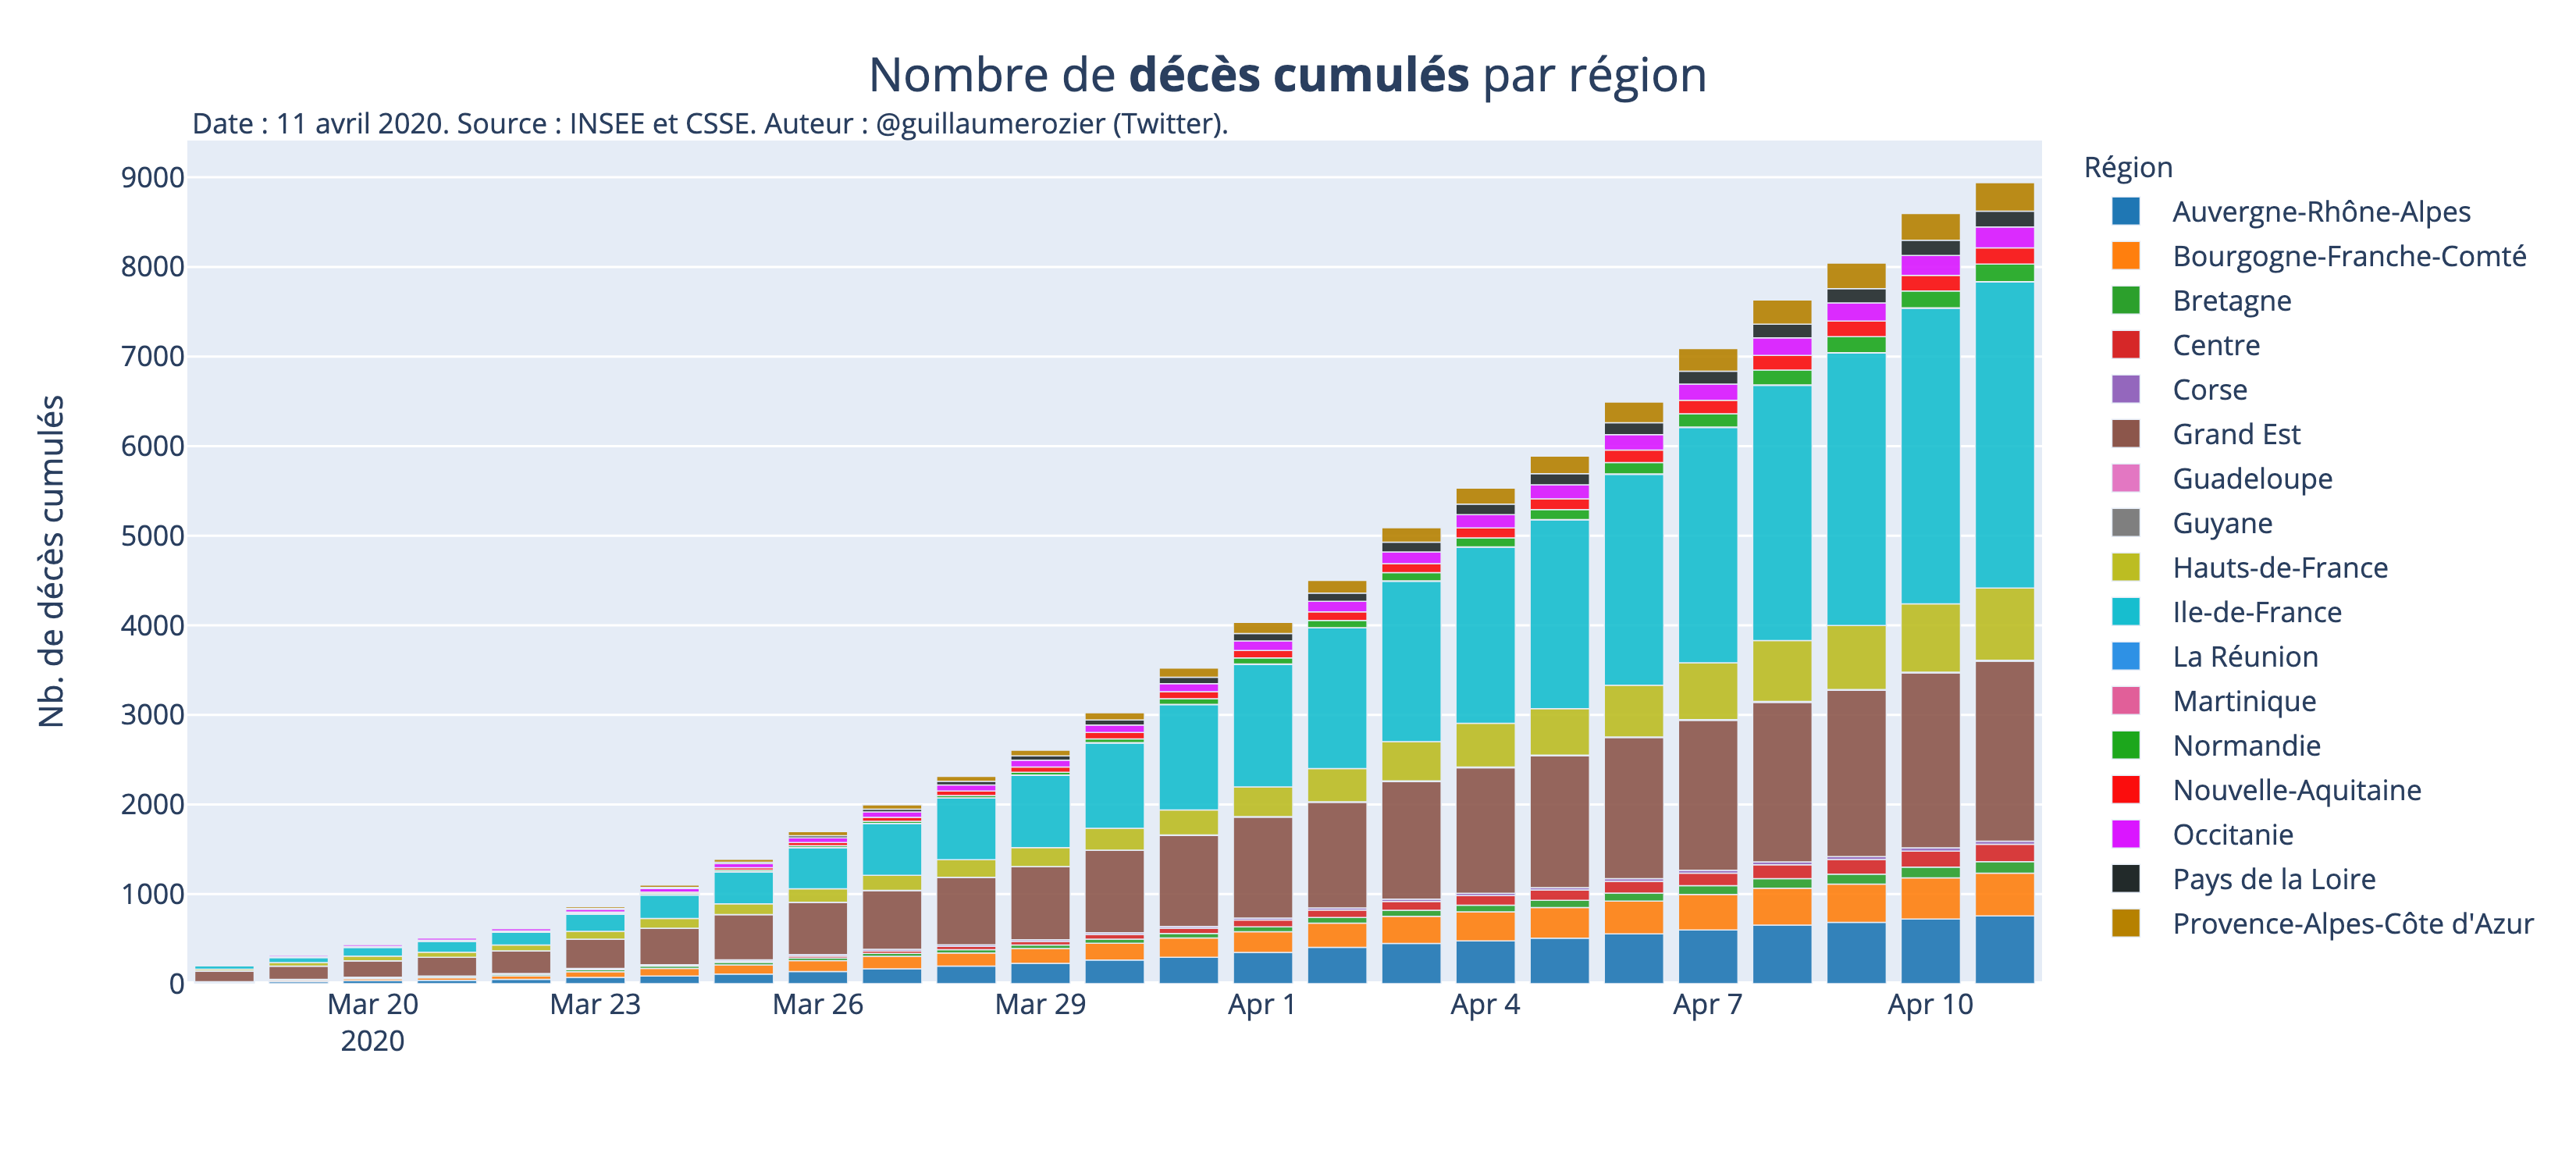 Nombre de décès cumulés par région
Date : 11 avril 2020. Source : INSEE et CSSE. Auteur : @guillaumerozier (Twitter).
Nb. de décès cumulés
9000
8000
7000
6000
5000
4000
3000
2000
1000
0
Mar 20
2020
Mar 23
Mar 26
Mar 29
Apr 1
Apr 4
Apr 7
Apr 10
Région
Auvergne-Rhône-Alpes
Bourgogne-Franche-Comté
Bretagne
Centre
Corse
Grand Est
Guadeloupe
Guyane
Hauts-de-France
Ile-de-France
La Réunion
Martinique
Normandie
Nouvelle-Aquitaine
Occitanie
Pays de la Loire
Provence-Alpes-Côte d'Azur